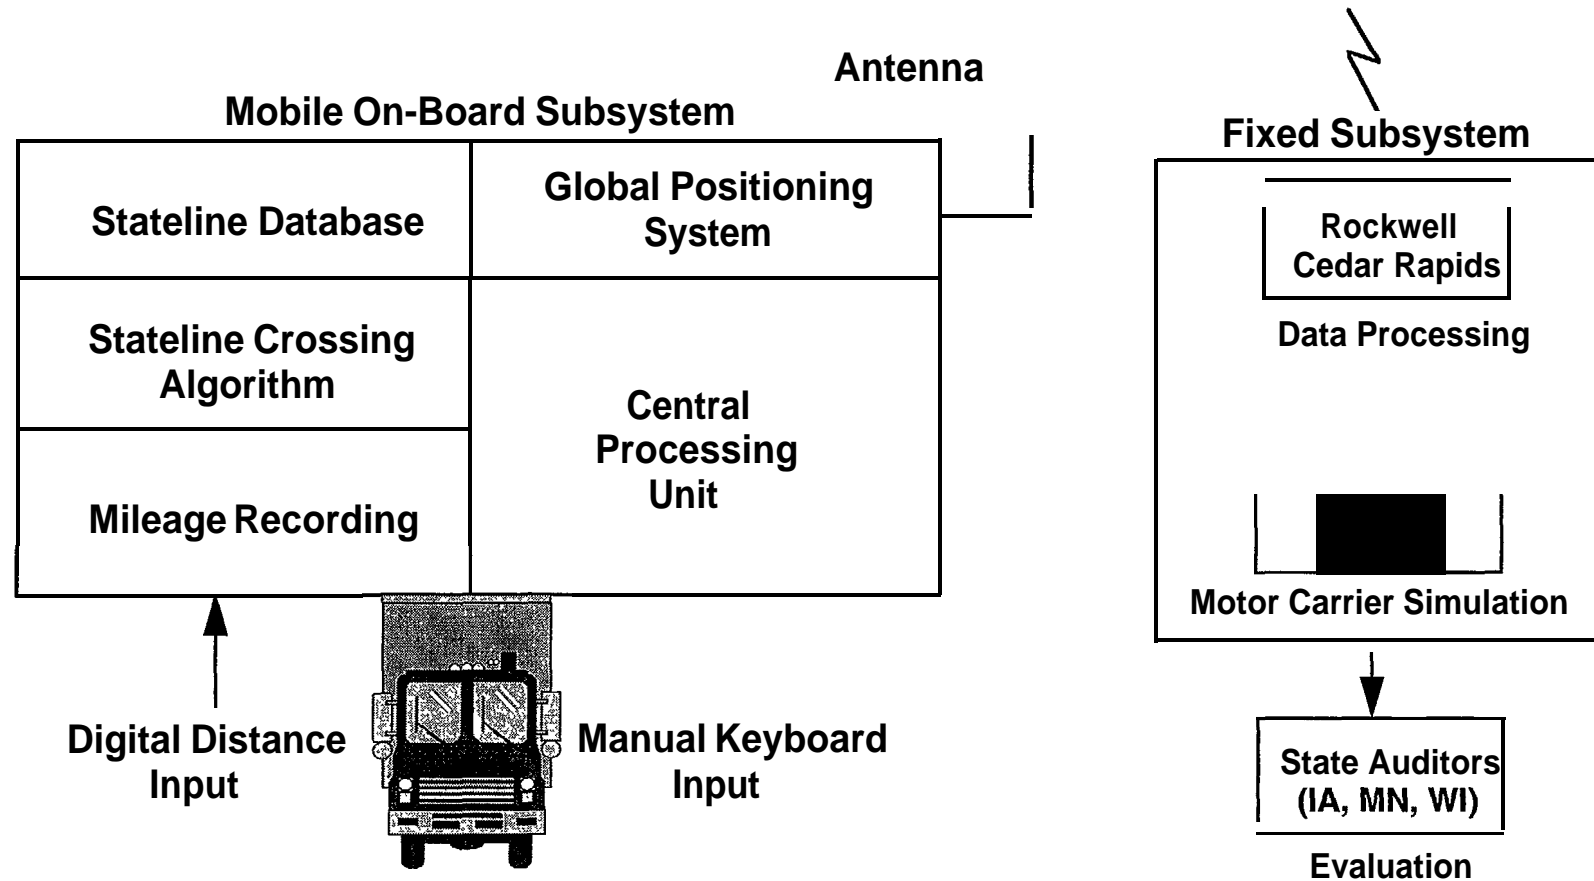 Antenna
Mobile On-Board Subsystem
Stateline Database
Global Positioning
System
Stateline Crossing
Algorithm
Central
Processing
Unit
Mileage Recording
Digital Distance
Input
Manual Keyboard
Input
Fixed Subsystem
Rockwell
Cedar Rapids
Data Processing
Motor Carrier Simulation
State Auditors
(IA, MN, WI)
Evaluation